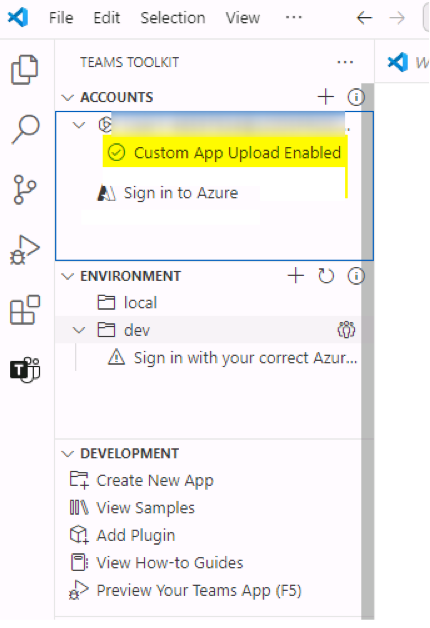 File Edit Selection View ...
TEAMS TOOLKIT ...
ACCOUNTS
Custom App Upload Enabled
Sign in to Azure
ENVIRONMENT
local
dev
Sign in with your correct Azur...
DEVELOPMENT
Create New App
View Samples
Add Plugin
View How-to Guides
Preview Your Teams App (F5)